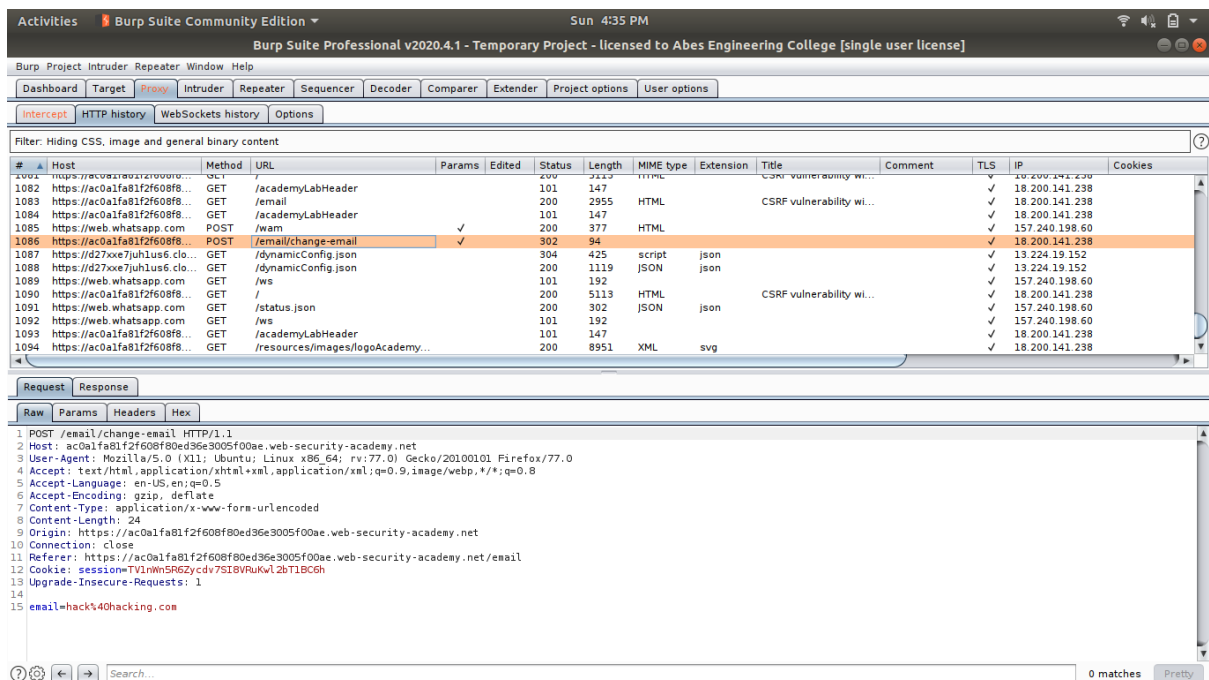 Activities Burp Suite Community Edition ▾ Sun 4:35 PM
Burp Suite Professional v2020.4.1 - Temporary Project - licensed to Abes Engineering College [single user license]
Burp Project Intruder Repeater Window Help
Dashboard Target Proxy Intruder Repeater Sequencer Decoder Comparer Extender Project options User options
Intercept HTTP history WebSockets history Options
Filter: Hiding CSS, image and general binary content
# Host Method URL Params Edited Status Length MIME type Extension Title Comment TLS IP Cookies
1081 https://ac0a1fa81f2f608f8... GET / 200 5113 HTML CSRF vulnerability wi... ✓ 18.200.141.238
1082 https://ac0a1fa81f2f608f8... GET /academyLabHeader 101 147 ✓ 18.200.141.238
1083 https://ac0a1fa81f2f608f8... GET /email 200 2955 HTML CSRF vulnerability wi... ✓ 18.200.141.238
1084 https://ac0a1fa81f2f608f8... GET /academyLabHeader 101 147 ✓ 18.200.141.238
1085 https://web.whatsapp.com POST /wam ✓ 200 377 HTML ✓ 157.240.198.60
1086 https://ac0a1fa81f2f608f8... POST /email/change-email ✓ 302 94 ✓ 18.200.141.238
1087 https://d27xxe7juh1us6.clo... GET /dynamicConfig.json 304 425 script json ✓ 13.224.19.152
1088 https://d27xxe7juh1us6.clo... GET /dynamicConfig.json 200 1119 JSON json ✓ 13.224.19.152
1089 https://web.whatsapp.com GET /ws 101 192 ✓ 157.240.198.60
1090 https://ac0a1fa81f2f608f8... GET / 200 5113 HTML CSRF vulnerability wi... ✓ 18.200.141.238
1091 https://web.whatsapp.com GET /status.json 200 302 JSON json ✓ 157.240.198.60
1092 https://web.whatsapp.com GET /ws 101 192 ✓ 157.240.198.60
1093 https://ac0a1fa81f2f608f8... GET /academyLabHeader 101 147 ✓ 18.200.141.238
1094 https://ac0a1fa81f2f608f8... GET /resources/images/logoAcademy... 200 8951 XML svg ✓ 18.200.141.238
Request Response
Raw Params Headers Hex
1 POST /email/change-email HTTP/1.1
2 Host: ac0a1fa81f2f608f80ed36e3005f00ae.web-security-academy.net
3 User-Agent: Mozilla/5.0 (X11; Ubuntu; Linux x86_64; rv:77.0) Gecko/20100101 Firefox/77.0
4 Accept: text/html,application/xhtml+xml,application/xml;q=0.9,image/webp,*/*;q=0.8
5 Accept-Language: en-US,en;q=0.5
6 Accept-Encoding: gzip, deflate
7 Content-Type: application/x-www-form-urlencoded
8 Content-Length: 24
9 Origin: https://ac0a1fa81f2f608f80ed36e3005f00ae.web-security-academy.net
10 Connection: close
11 Referer: https://ac0a1fa81f2f608f80ed36e3005f00ae.web-security-academy.net/email
12 Cookie: session=TV1nWn5R6Zycdv7SI8VRuKwl2bT1BC6h
13 Upgrade-Insecure-Requests: 1
14
15 email=hack%40hacking.com
Search... 0 matches Pretty